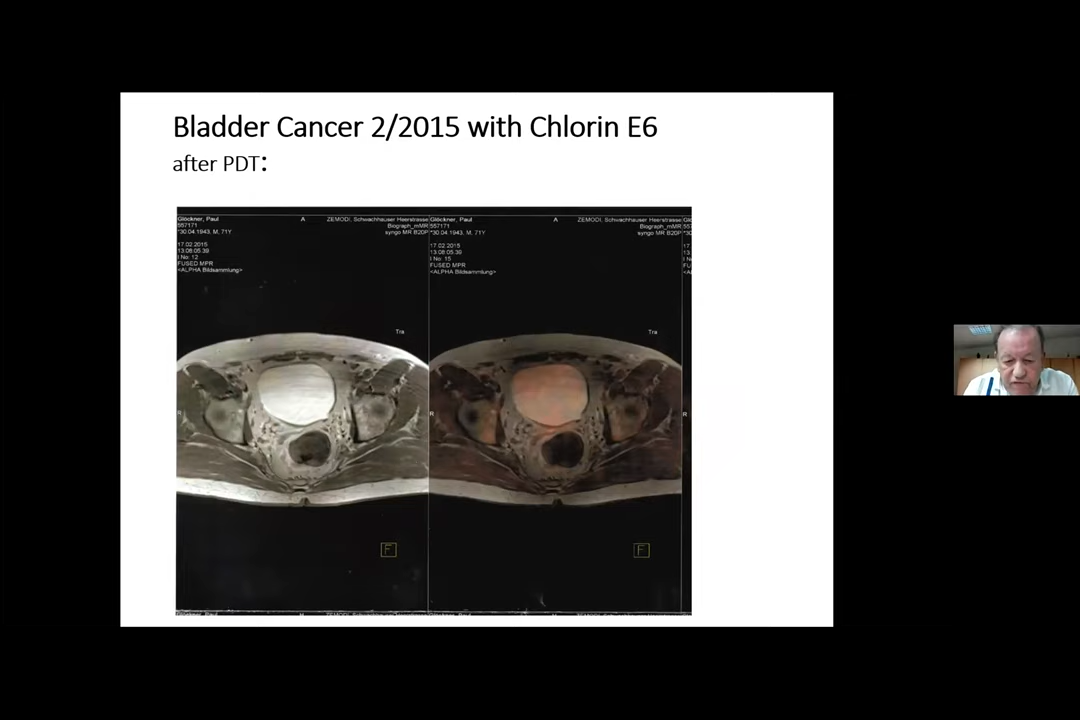 Bladder Cancer 2/2015 with Chlorin E6
after PDT:
Glöckner, Paul
557171
*30.04.1943, M, 71Y
17.02.2015
13:08:05.39
I No: 12
FUSED MPR
<ALPHA Bildsammlung>
A
ZEMODI, Schwachhauser Heerstrasse
Biograph_mMR
syngo MR B20P
Tra
R
F
Glöckner, Paul
557171
*30.04.1943, M, 71Y
17.02.2015
13:08:05.39
I No: 15
FUSED MPR
<ALPHA Bildsammlung>
A
ZEMODI, Schwachhauser Heerstrasse
Biograph_mMR
syngo MR B20P
Tra
R
F
R